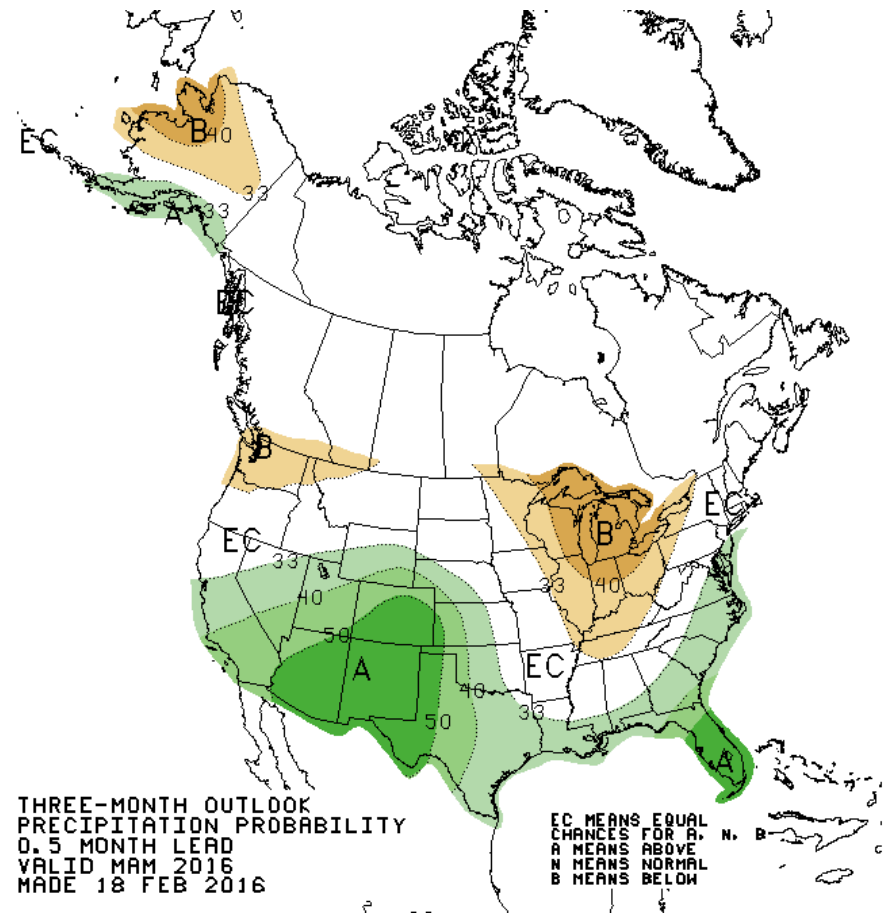 EC
B
40
33
A
33
EC
B
EC
EC
B
33
33
40
40
50
A
EC
40
33
50
A
THREE-MONTH OUTLOOK
PRECIPITATION PROBABILITY
0.5 MONTH LEAD
VALID MAM 2016
MADE 18 FEB 2016
EC MEANS EQUAL
CHANCES FOR A, N, B
A MEANS ABOVE
N MEANS NORMAL
B MEANS BELOW